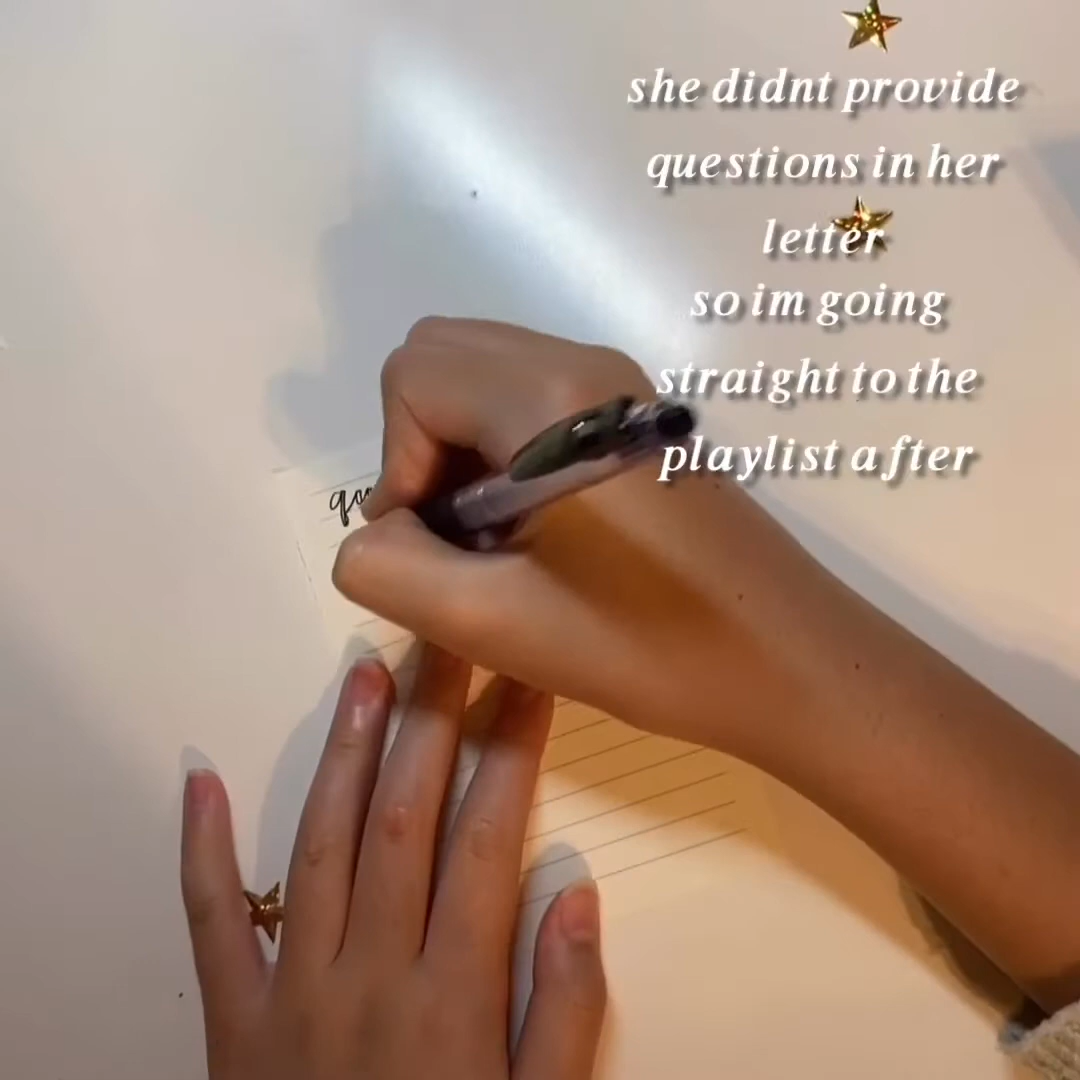 she didnt provide
questions in her
letter
so im going
straight to the
playlist after